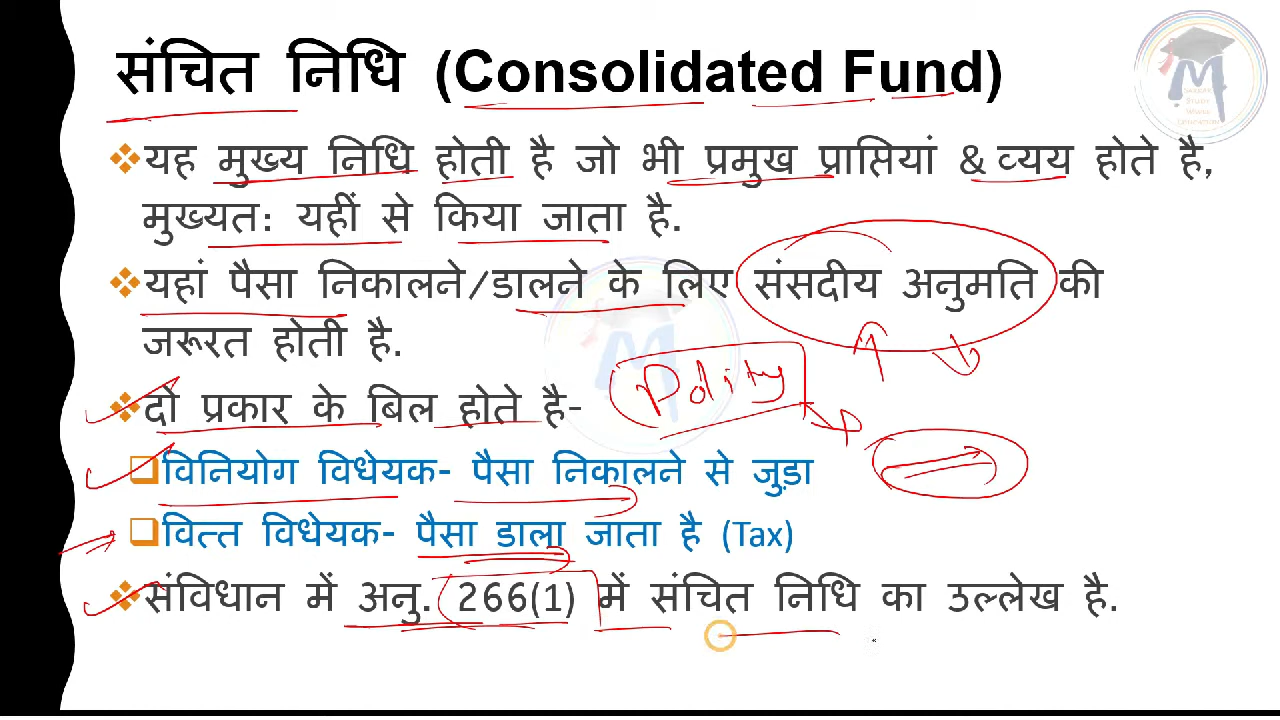 संचित निधि (Consolidated Fund)
यह मुख्य निधि होती है जो भी प्रमुख प्राप्तियां & व्यय होते है,
मुख्यतः यहीं से किया जाता है.
यहां पैसा निकालने/डालने के लिए संसदीय अनुमति की
जरूरत होती है.
Polity
दो प्रकार के बिल होते है-
विनियोग विधेयक- पैसा निकालने से जुड़ा
वित्त विधेयक- पैसा डाला जाता है (Tax)
संविधान में अनु. 266(1) में संचित निधि का उल्लेख है.